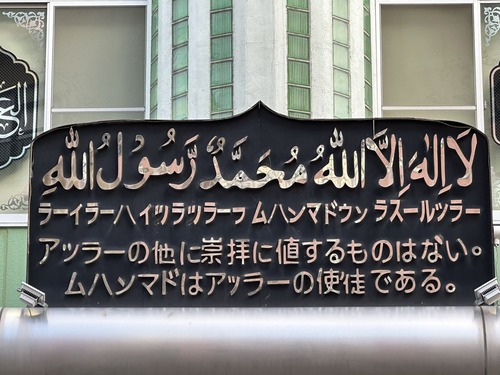 لَا إِلٰهَ إِلَّا اللهُ مُحَمَّدٌ رَسُوْلُ اللهِ
ラーイラーハ イッラッラーフ ムハンマドゥン ラスールッラー
アッラーの他に崇拝に値するものはない。
ムハンマドはアッラーの使徒である。